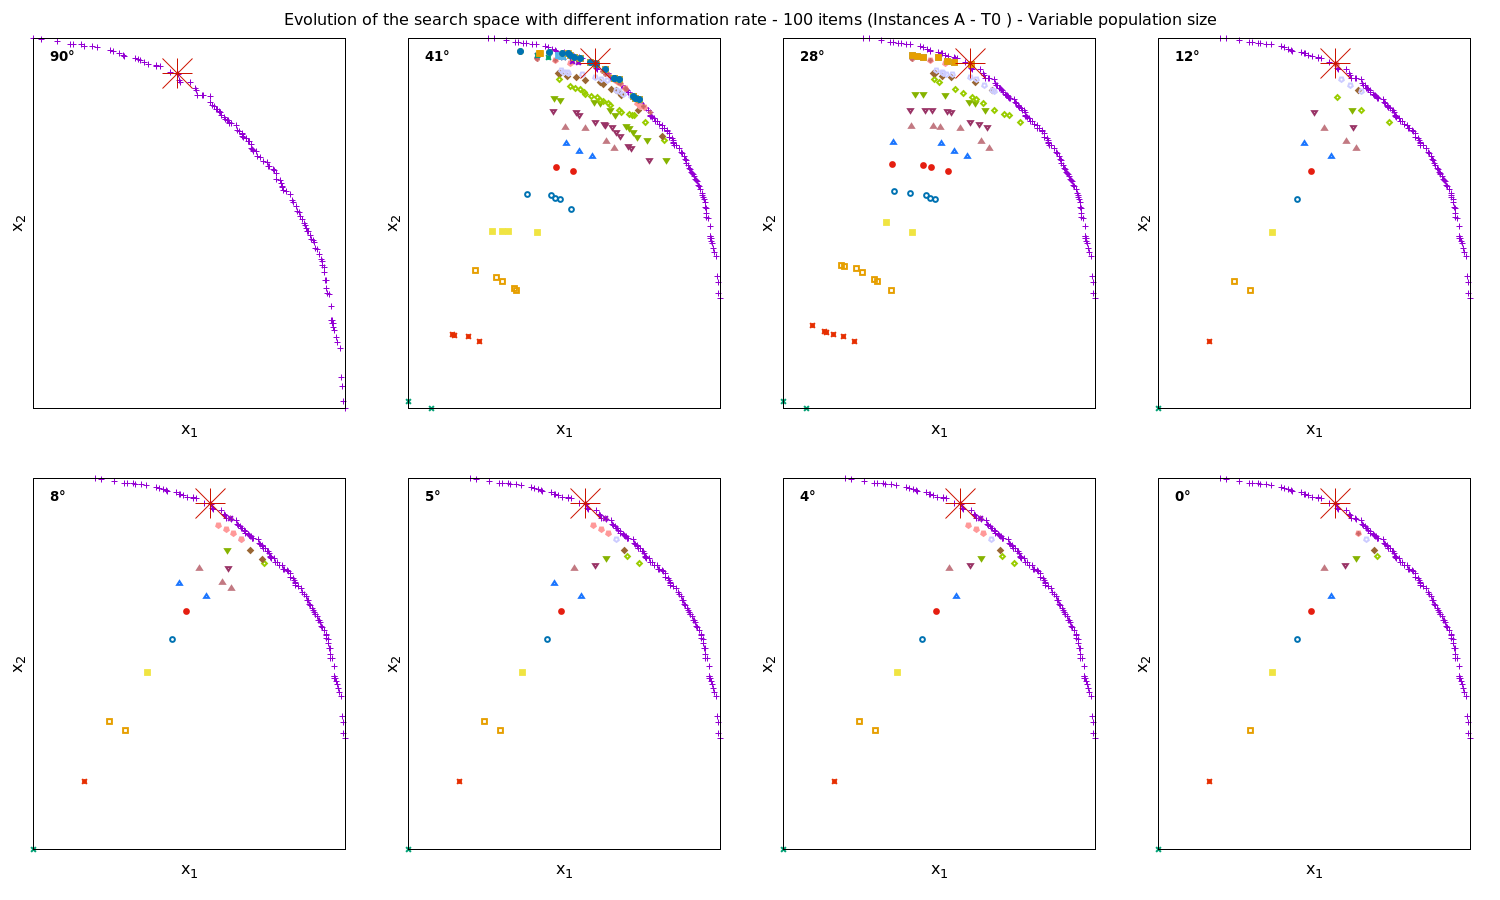 Evolution of the search space with different information rate - 100 items (Instances A - T0 ) - Variable population size
90°
41°
28°
12°
x2
x2
x2
x2
x1
x1
x1
x1
8°
5°
4°
0°
x2
x2
x2
x2
x1
x1
x1
x1